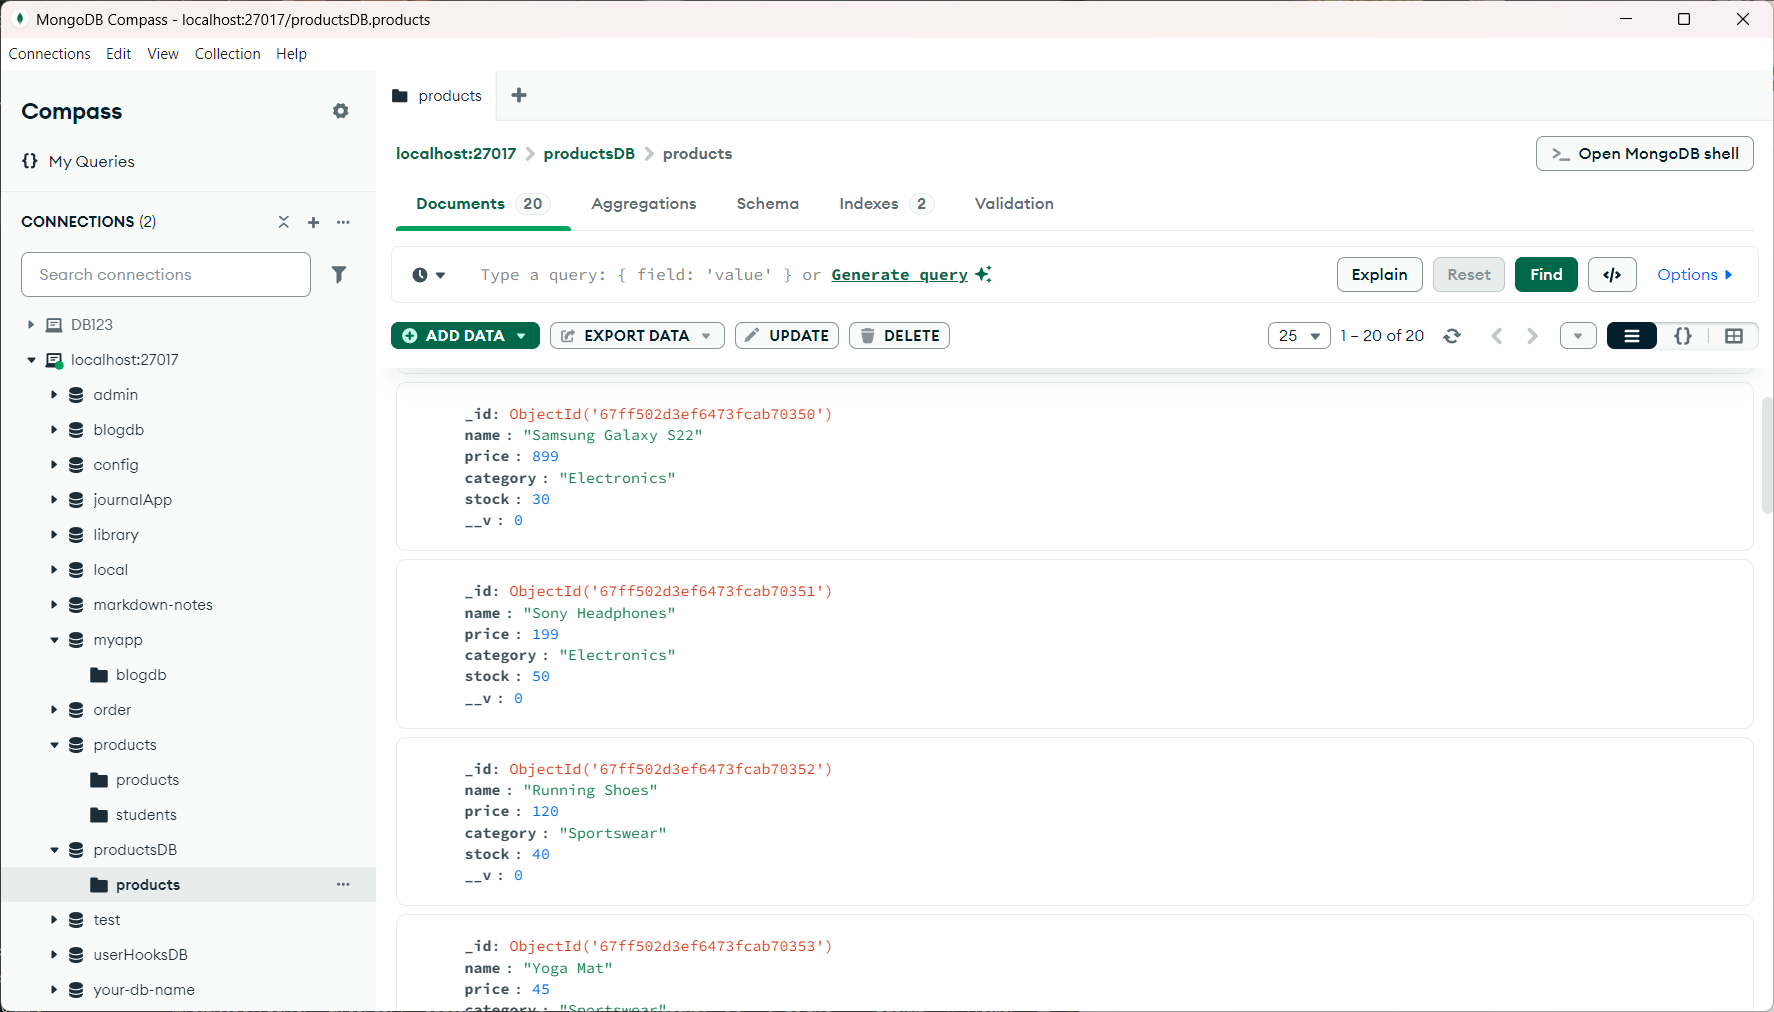 MongoDB Compass - localhost:27017/productsDB.products
Connections Edit View Collection Help
Compass
{} My Queries
CONNECTIONS (2)
Search connections
DB123
localhost:27017
admin
blogdb
config
journalApp
library
local
markdown-notes
myapp
blogdb
order
products
products
students
productsDB
products
test
userHooksDB
your-db-name
products
localhost:27017 > productsDB > products
>_ Open MongoDB shell
Documents 20 Aggregations Schema Indexes 2 Validation
Type a query: { field: 'value' } or Generate query
Explain Reset Find </> Options
ADD DATA EXPORT DATA UPDATE DELETE
25 1 – 20 of 20 {}
_id: ObjectId('67ff502d3ef6473fcab70350')
name : "Samsung Galaxy S22"
price : 899
category : "Electronics"
stock : 30
__v : 0
_id: ObjectId('67ff502d3ef6473fcab70351')
name : "Sony Headphones"
price : 199
category : "Electronics"
stock : 50
__v : 0
_id: ObjectId('67ff502d3ef6473fcab70352')
name : "Running Shoes"
price : 120
category : "Sportswear"
stock : 40
__v : 0
_id: ObjectId('67ff502d3ef6473fcab70353')
name : "Yoga Mat"
price : 45
category : "Sportswear"